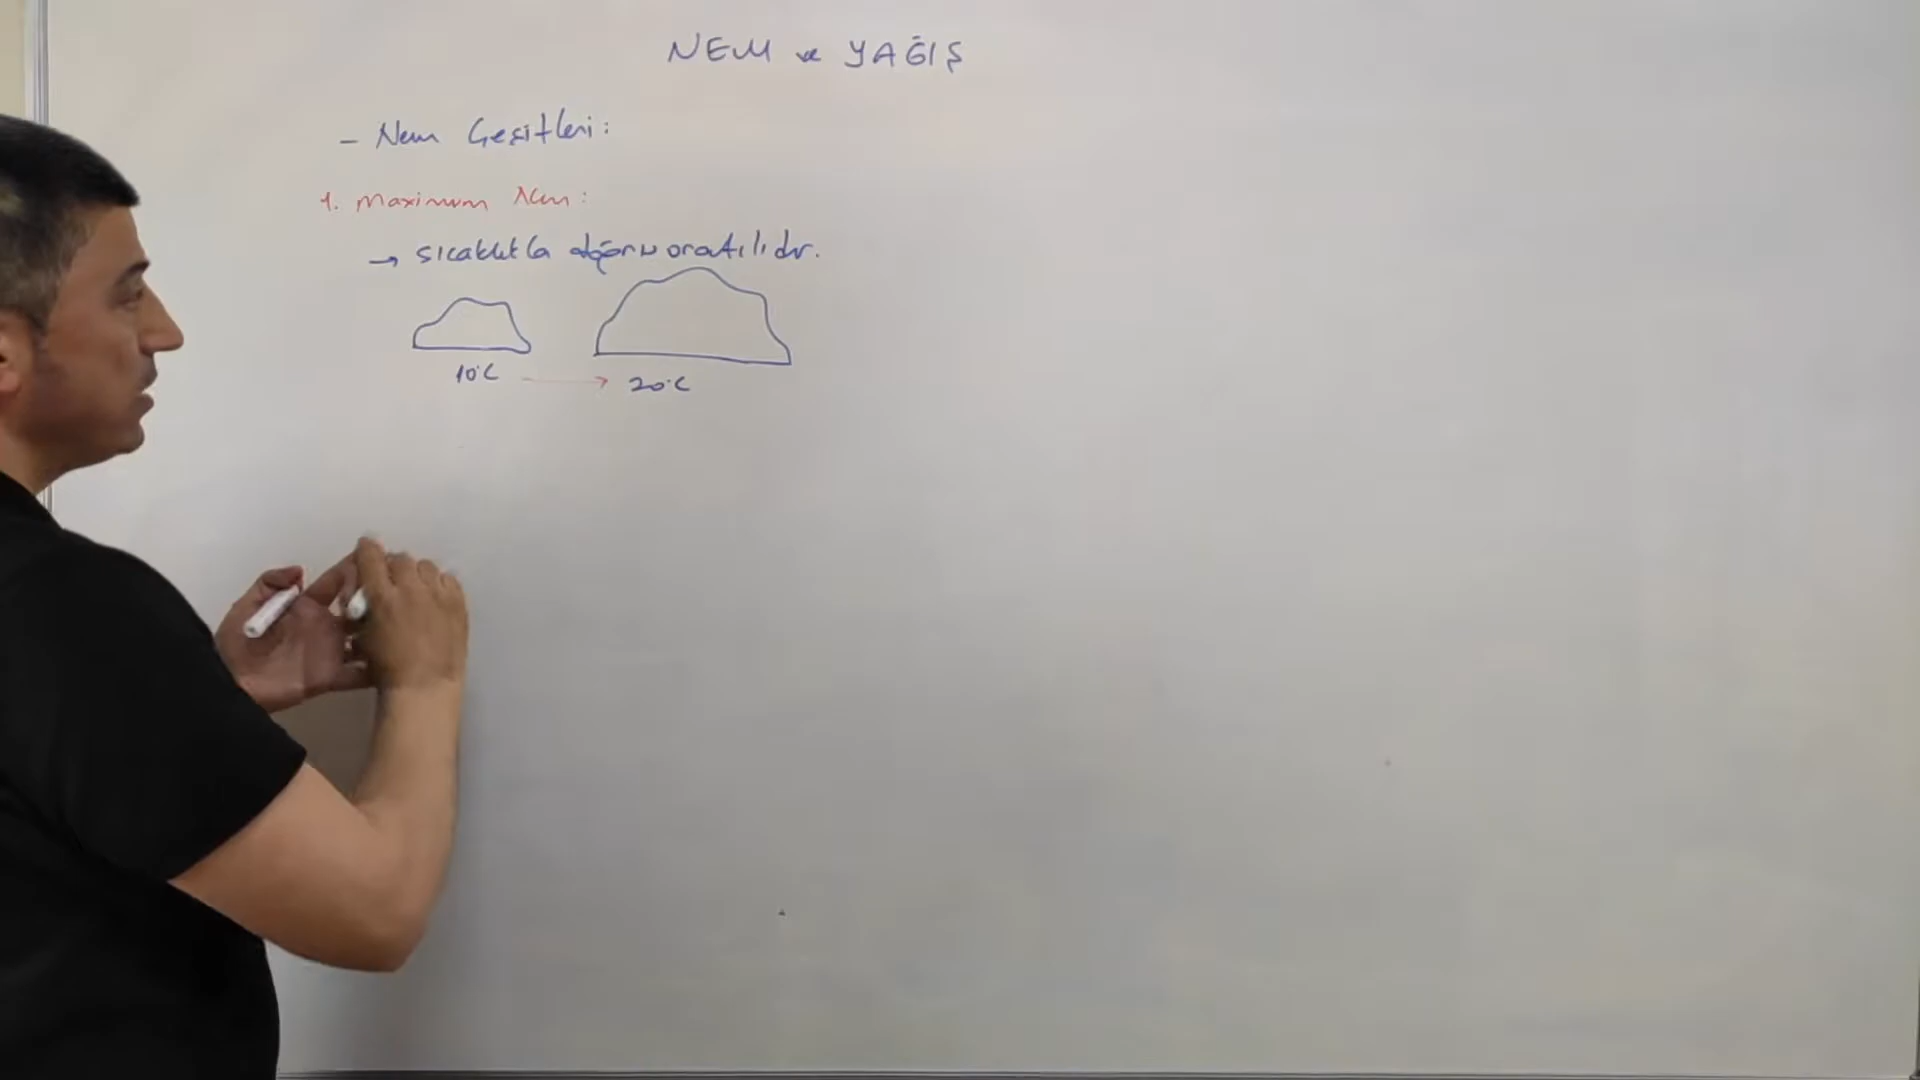 NEM ve YAĞIŞ
- Nem Çeşitleri:
1. Maximum Nem:
→ sıcaklıkla doğru orantılıdır.
10°C → 20°C